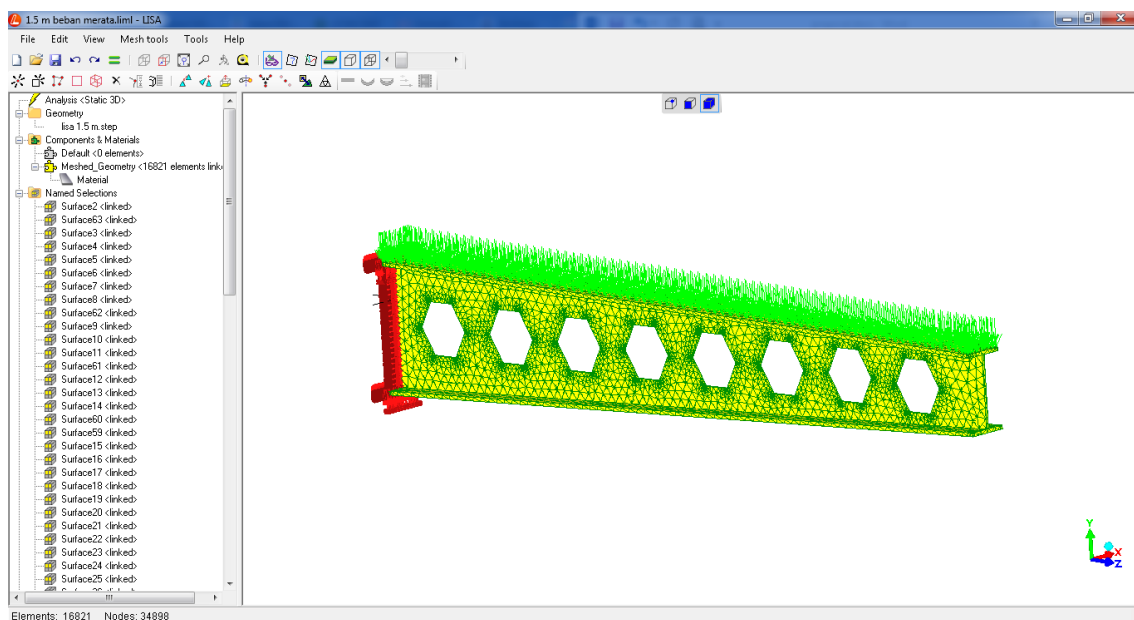 1.5 m beban merata.liml - LISA
File Edit View Mesh tools Tools Help
Analysis <Static 3D>
Geometry
lisa 1.5 m.step
Components & Materials
Default <0 elements>
Meshed_Geometry <16821 elements link
Material
Named Selections
Surface2 <linked>
Surface63 <linked>
Surface3 <linked>
Surface4 <linked>
Surface5 <linked>
Surface6 <linked>
Surface7 <linked>
Surface8 <linked>
Surface62 <linked>
Surface9 <linked>
Surface10 <linked>
Surface11 <linked>
Surface61 <linked>
Surface12 <linked>
Surface13 <linked>
Surface14 <linked>
Surface60 <linked>
Surface59 <linked>
Surface15 <linked>
Surface16 <linked>
Surface17 <linked>
Surface18 <linked>
Surface19 <linked>
Surface20 <linked>
Surface21 <linked>
Surface22 <linked>
Surface23 <linked>
Surface24 <linked>
Surface25 <linked>
Y
X
Z
Elements: 16821 Nodes: 34898